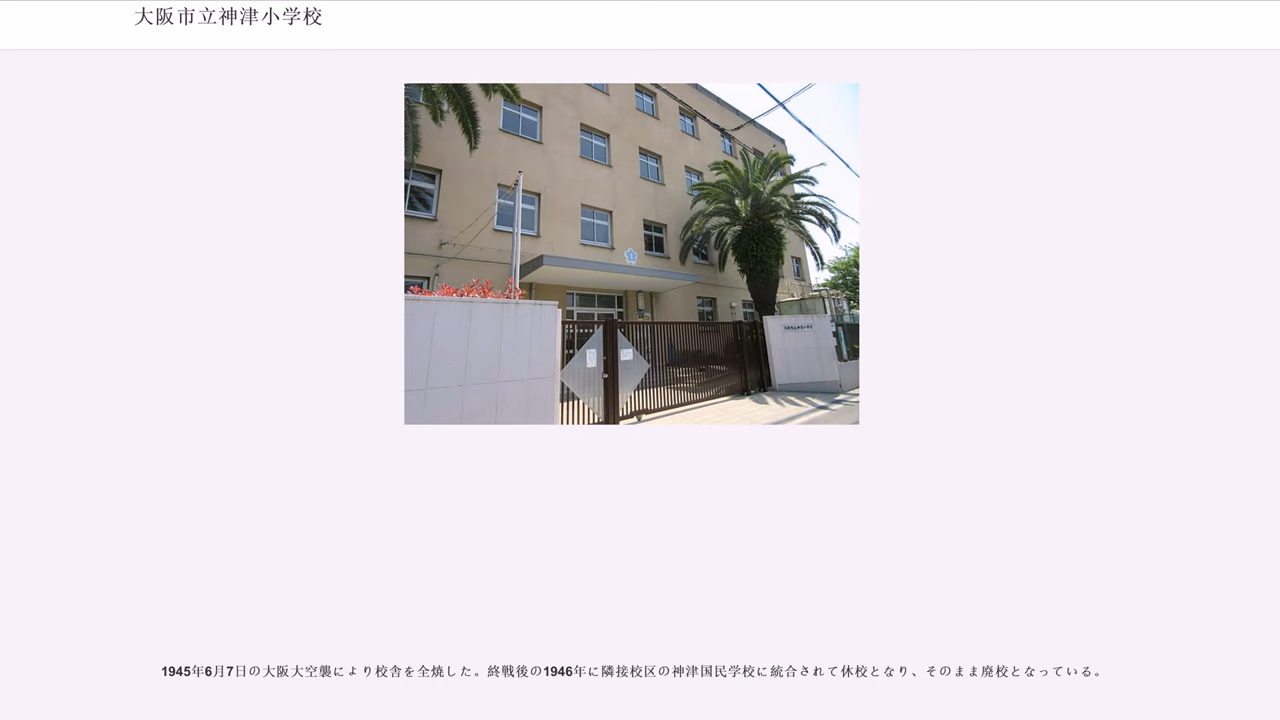 大阪市立神津小学校
1945年6月7日の大阪大空襲により校舎を全焼した。終戦後の1946年に隣接校区の神津国民学校に統合されて休校となり、そのまま廃校となっている。